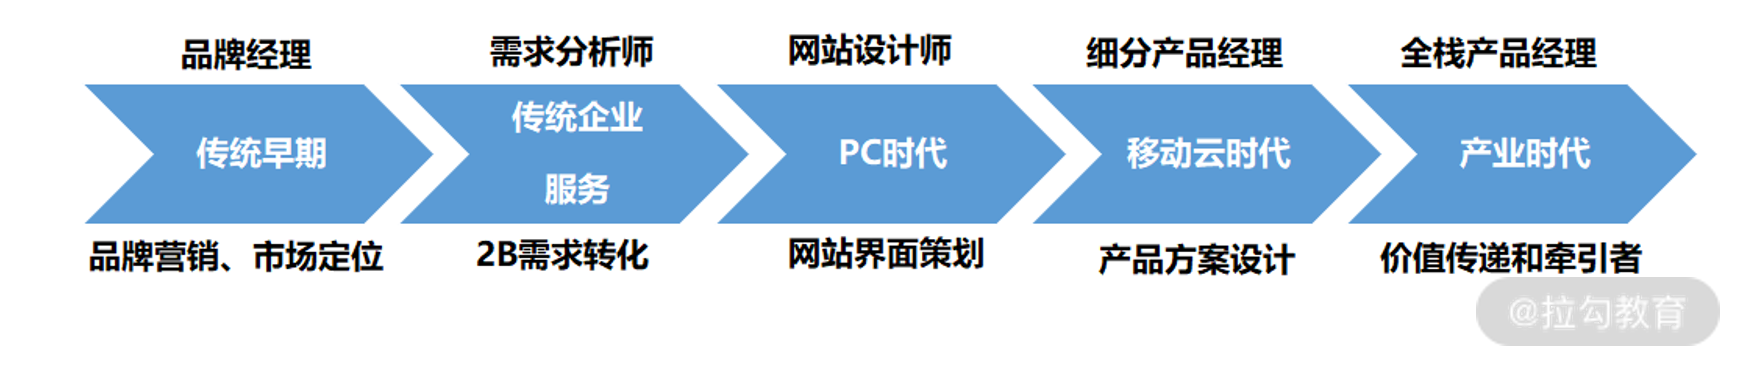 品牌经理
需求分析师
网站设计师
细分产品经理
全栈产品经理
传统早期
传统企业
服务
PC时代
移动云时代
产业时代
品牌营销、市场定位
2B需求转化
网站界面策划
产品方案设计
价值传递和牵引者
@拉勾教育